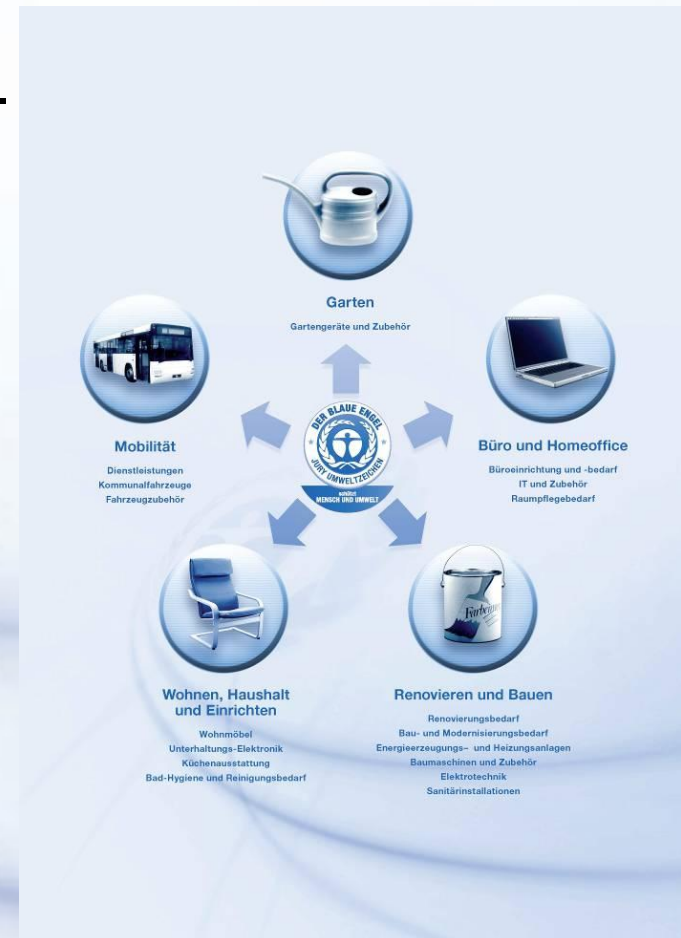 Garten
Gartengeräte und Zubehör
Mobilität
Dienstleistungen
Kommunalfahrzeuge
Fahrzeugzubehör
DER BLAUE ENGEL
JURY UMWELTZEICHEN
schützt
MENSCH UND UMWELT
Büro und Homeoffice
Büroeinrichtung und -bedarf
IT und Zubehör
Raumpflegebedarf
Wohnen, Haushalt
und Einrichten
Wohnmöbel
Unterhaltungs-Elektronik
Küchenausstattung
Bad-Hygiene und Reinigungsbedarf
Renovieren und Bauen
Renovierungsbedarf
Bau- und Modernisierungsbedarf
Energieerzeugungs– und Heizungsanlagen
Baumaschinen und Zubehör
Elektrotechnik
Sanitärinstallationen